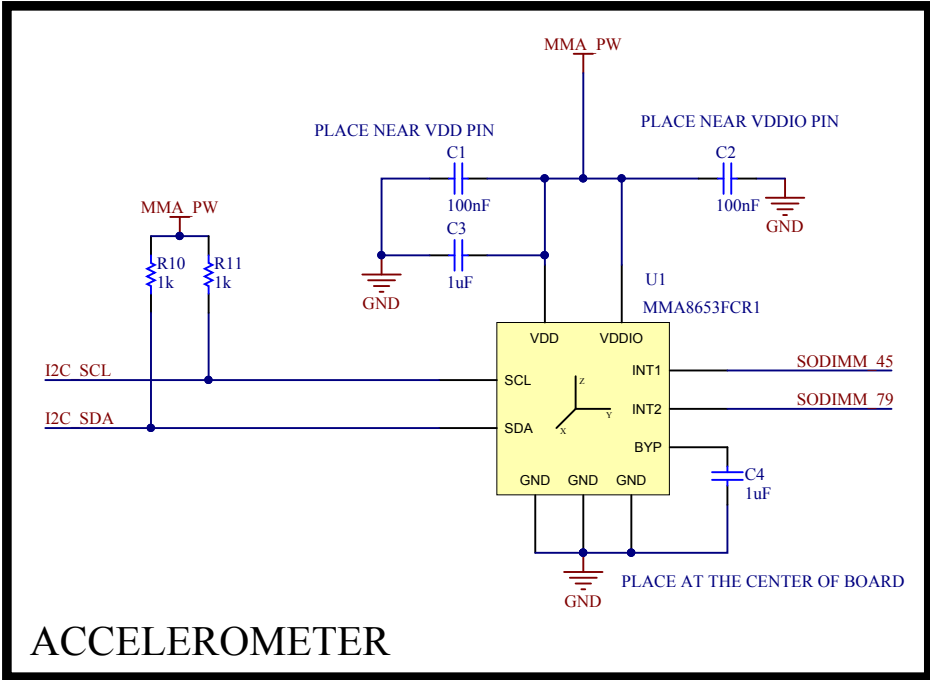 MMA_PW
PLACE NEAR VDD PIN
PLACE NEAR VDDIO PIN
C1
100nF
C2
100nF
GND
MMA_PW
R10
1k
R11
1k
C3
1uF
GND
U1
MMA8653FCR1
VDD
VDDIO
I2C_SCL
SCL
INT1
SODIMM_45
I2C_SDA
SDA
INT2
SODIMM_79
Z
Y
X
BYP
C4
1uF
GND
GND
GND
GND
PLACE AT THE CENTER OF BOARD
ACCELEROMETER